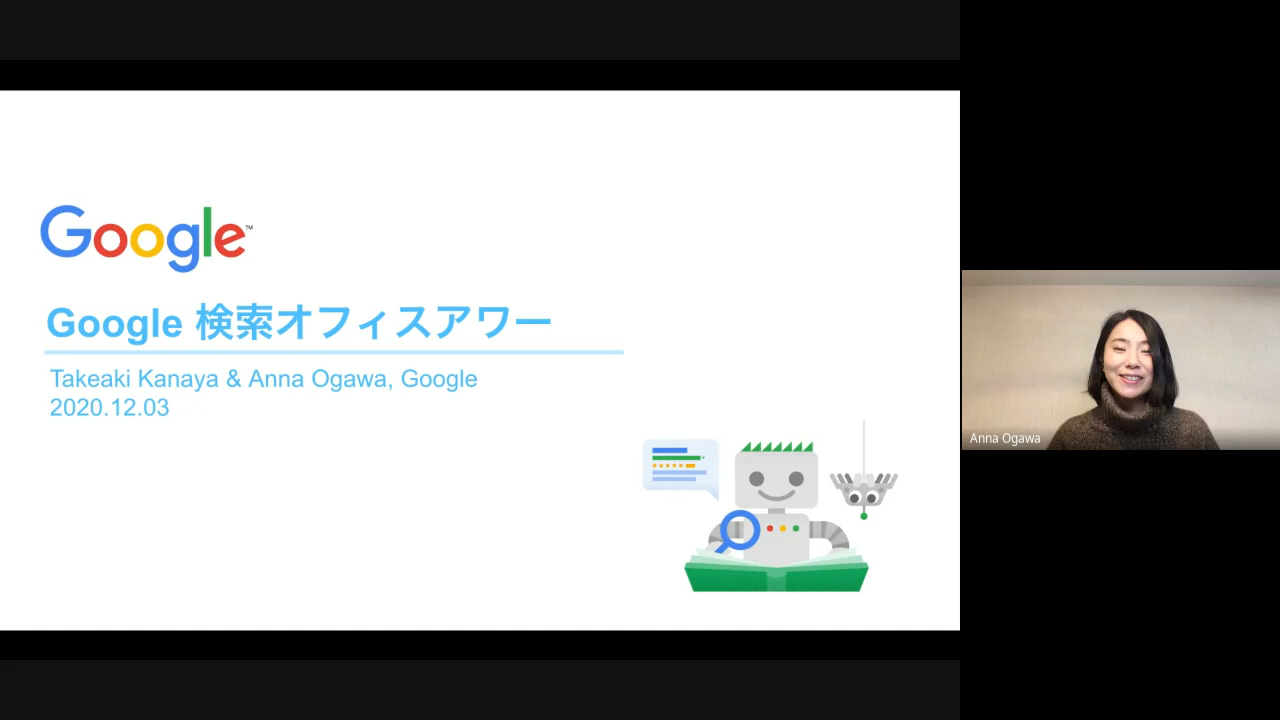 Google™
Google 検索オフィスアワー
Takeaki Kanaya & Anna Ogawa, Google
2020.12.03
Anna Ogawa